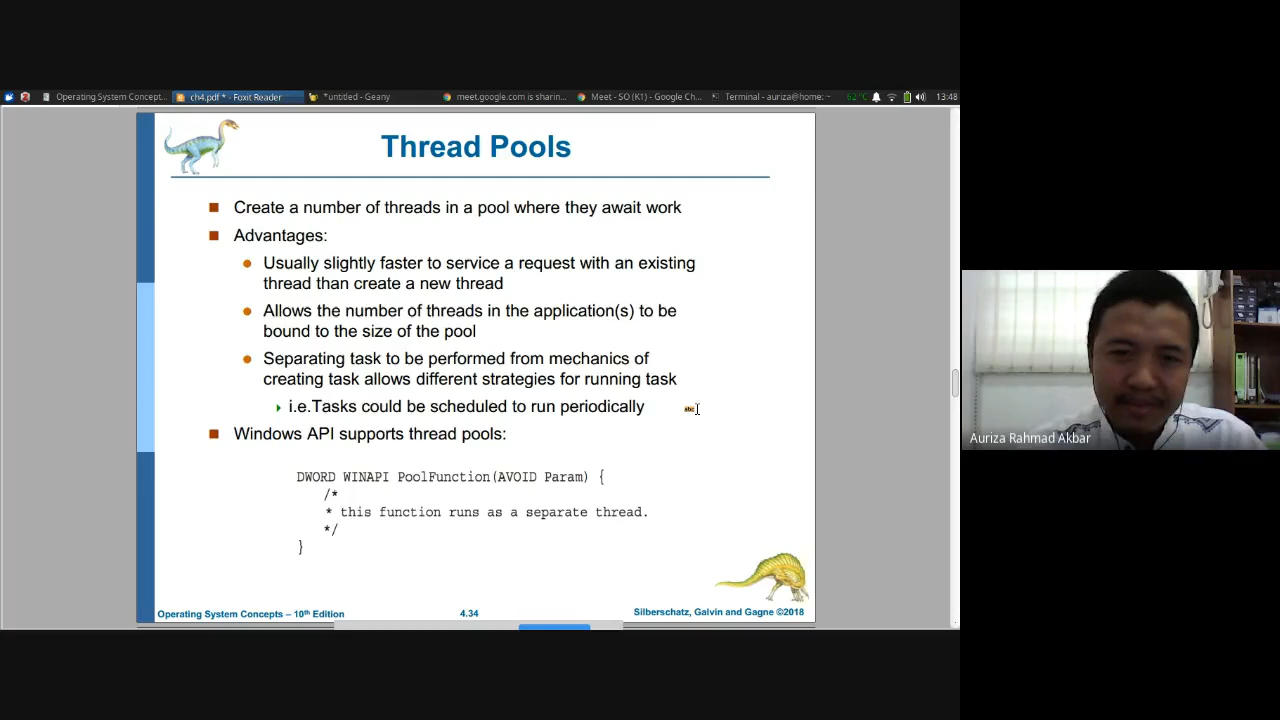 Operating System Concept...
ch4.pdf * - Foxit Reader
*untitled - Geany
meet.google.com is sharin...
Meet - SO (K1) - Google Ch...
Terminal - auriza@home: ~
62°C
13:48
Thread Pools
Create a number of threads in a pool where they await work
Advantages:
Usually slightly faster to service a request with an existing
thread than create a new thread
Allows the number of threads in the application(s) to be
bound to the size of the pool
Separating task to be performed from mechanics of
creating task allows different strategies for running task
i.e.Tasks could be scheduled to run periodically
abc
Windows API supports thread pools:
DWORD WINAPI PoolFunction(AVOID Param) {
/*
* this function runs as a separate thread.
*/
}
Operating System Concepts – 10th Edition
4.34
Silberschatz, Galvin and Gagne ©2018
Auriza Rahmad Akbar